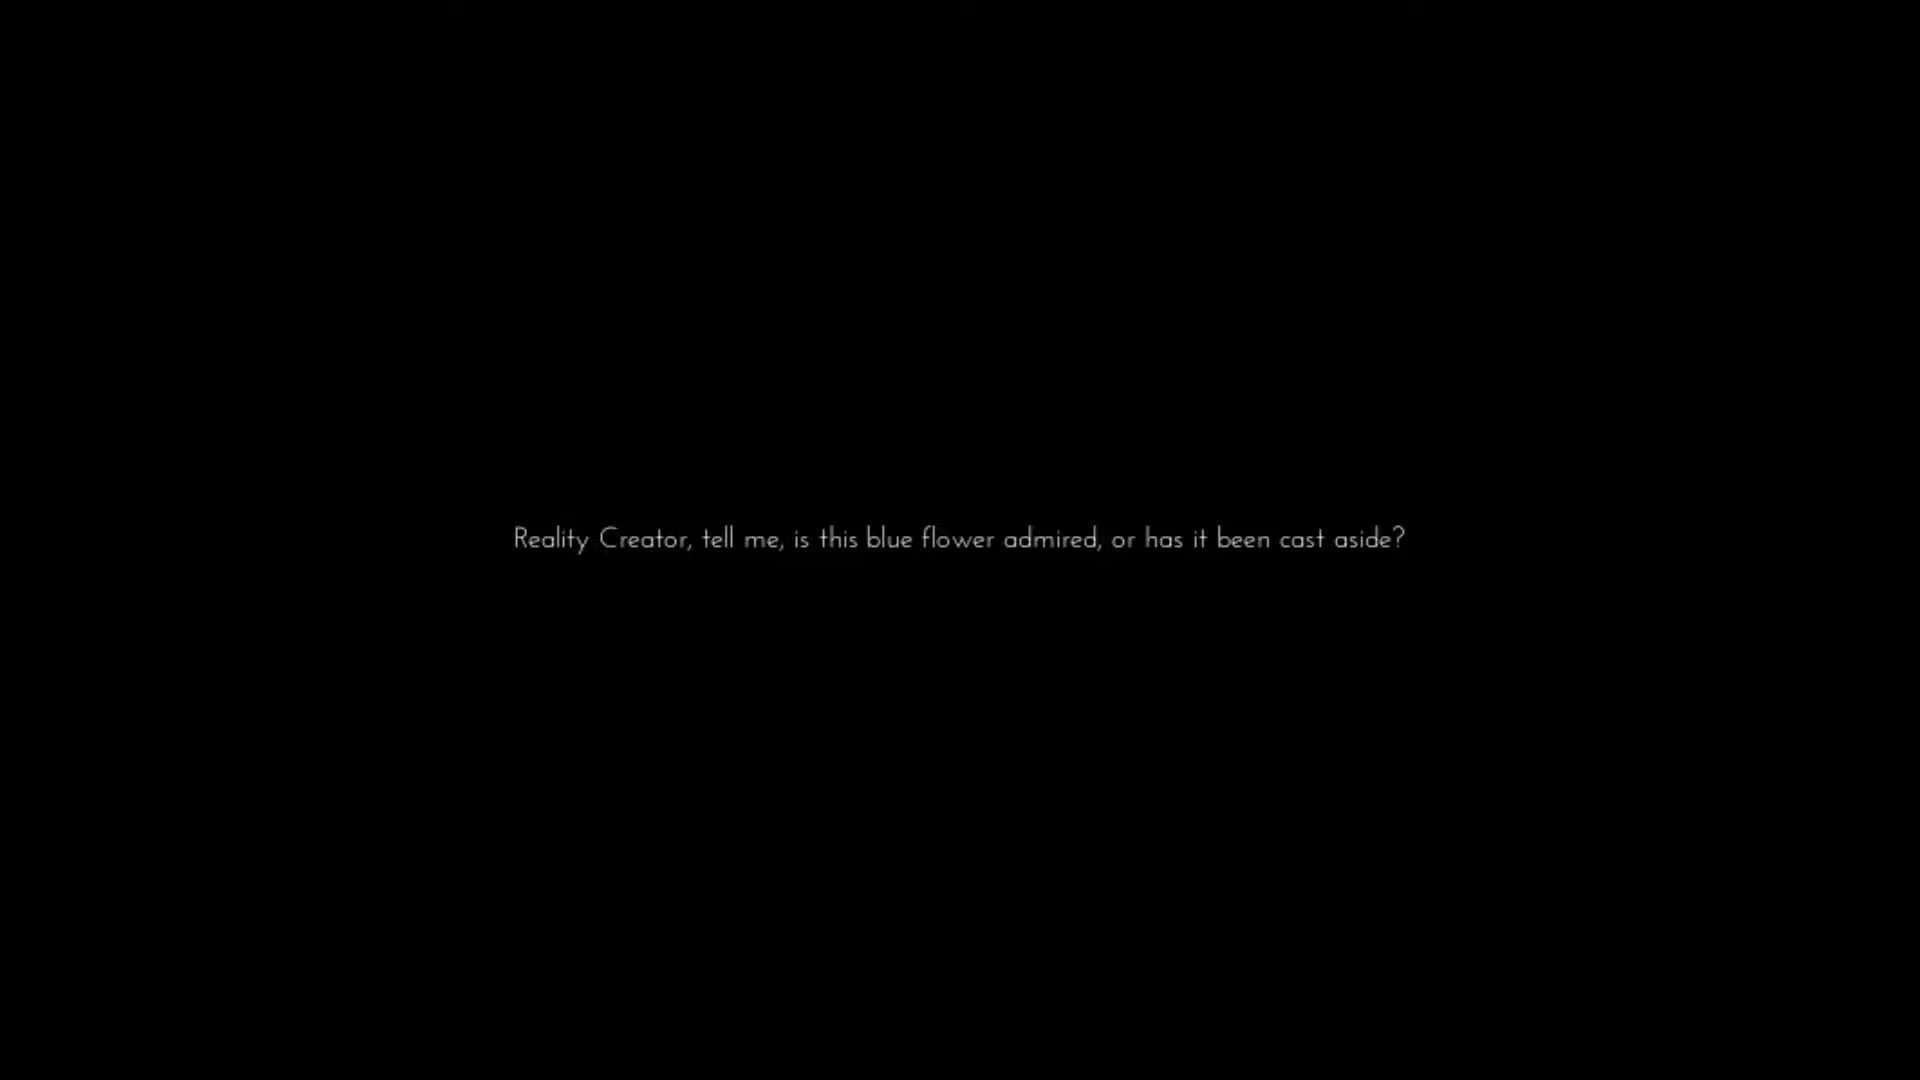 Reality Creator, tell me, is this blue flower admired, or has it been cast aside?